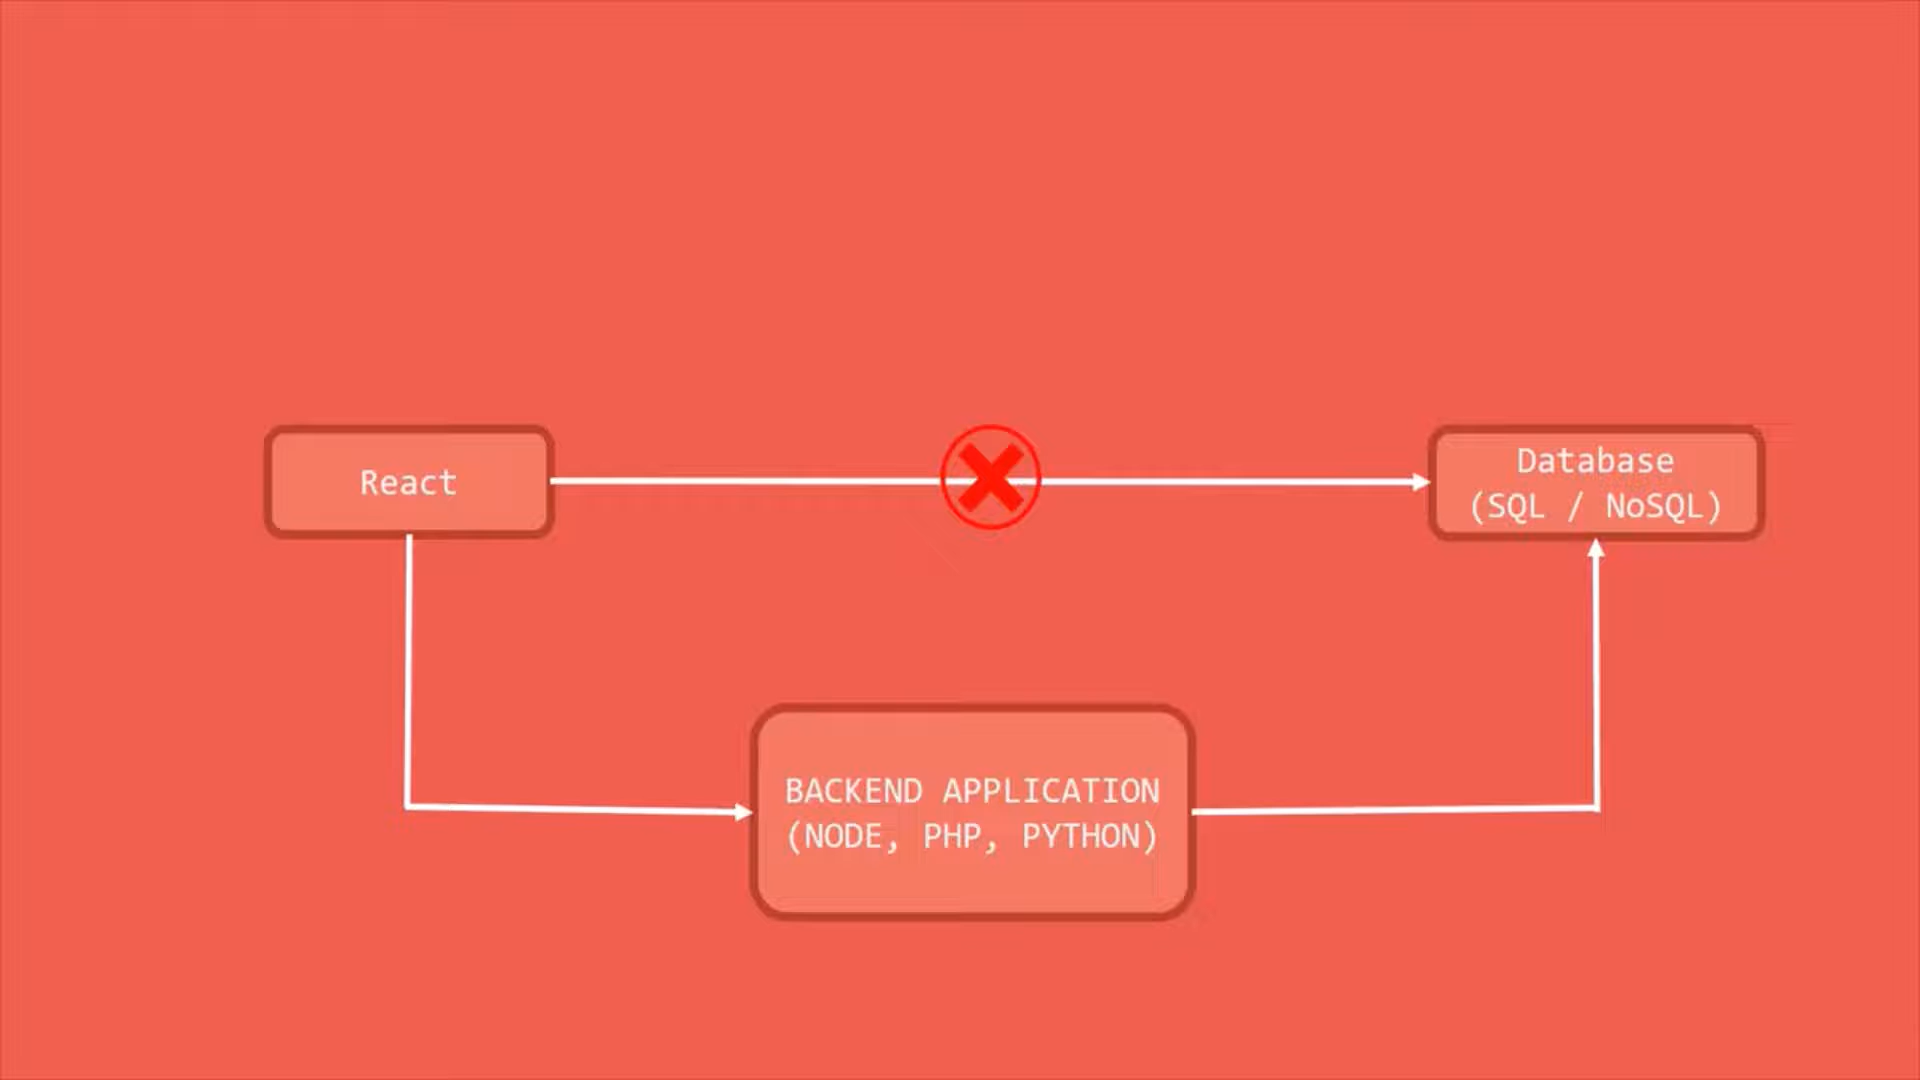 React
Database
(SQL / NoSQL)
BACKEND APPLICATION
(NODE, PHP, PYTHON)